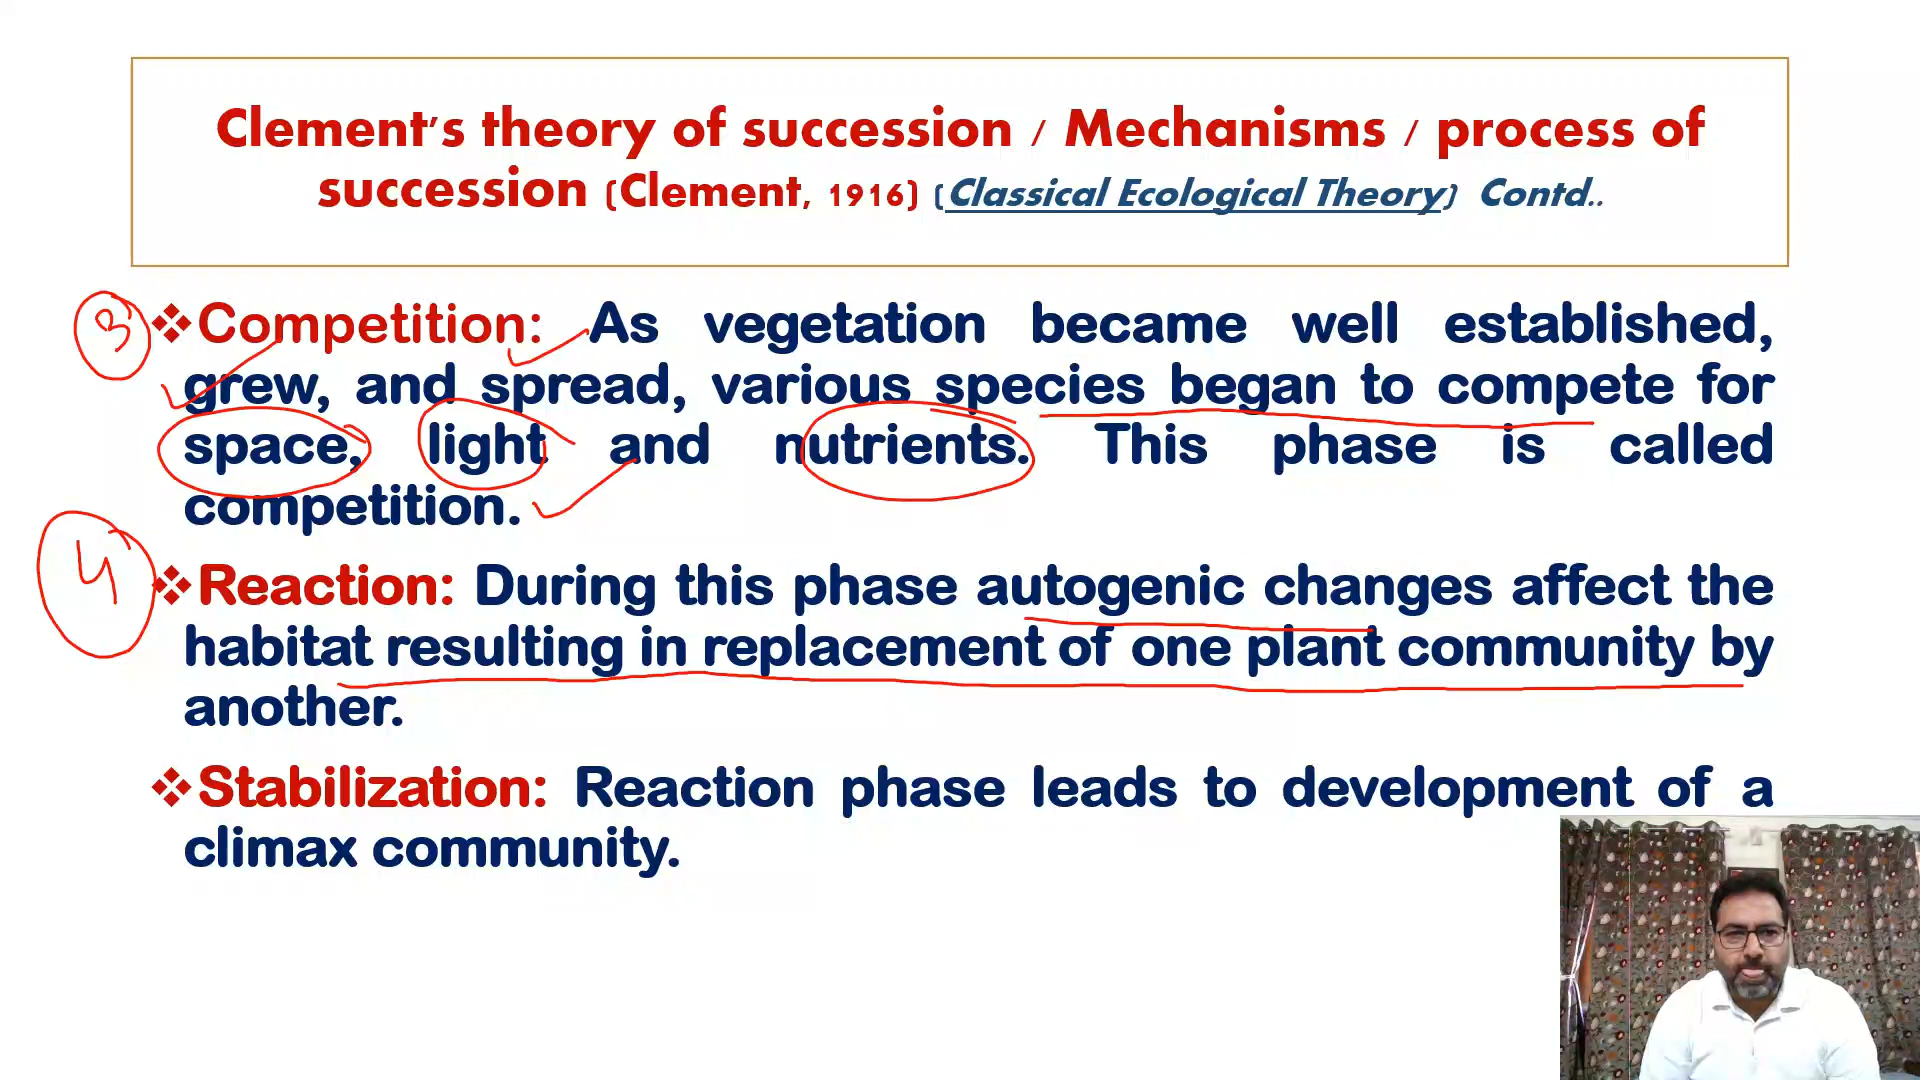 Clement's theory of succession / Mechanisms / process of
succession (Clement, 1916) (Classical Ecological Theory) Contd..
3 ❖Competition: As vegetation became well established,
grew, and spread, various species began to compete for
space, light and nutrients. This phase is called
competition.
4 ❖Reaction: During this phase autogenic changes affect the
habitat resulting in replacement of one plant community by
another.
❖Stabilization: Reaction phase leads to development of a
climax community.